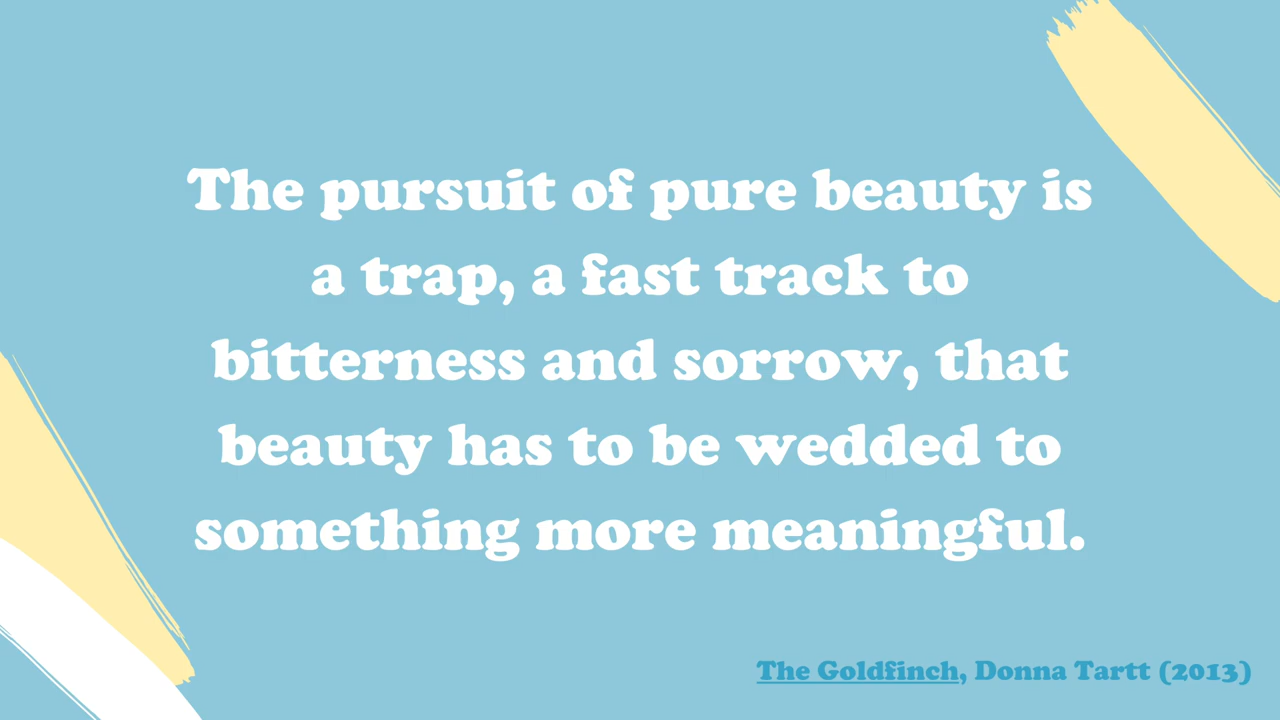 The pursuit of pure beauty is
a trap, a fast track to
bitterness and sorrow, that
beauty has to be wedded to
something more meaningful.
The Goldfinch, Donna Tartt (2013)